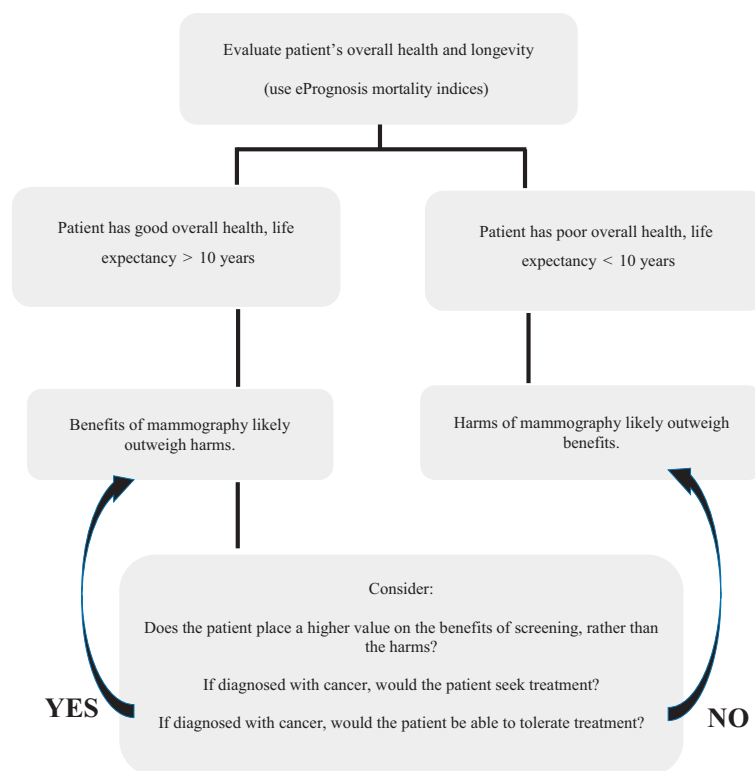 Evaluate patient’s overall health and longevity
(use ePrognosis mortality indices)
Patient has good overall health, life
expectancy > 10 years
Patient has poor overall health, life
expectancy < 10 years
Benefits of mammography likely
outweigh harms.
Harms of mammography likely outweigh
benefits.
Consider:
Does the patient place a higher value on the benefits of screening, rather than
the harms?
If diagnosed with cancer, would the patient seek treatment?
If diagnosed with cancer, would the patient be able to tolerate treatment?
YES
NO